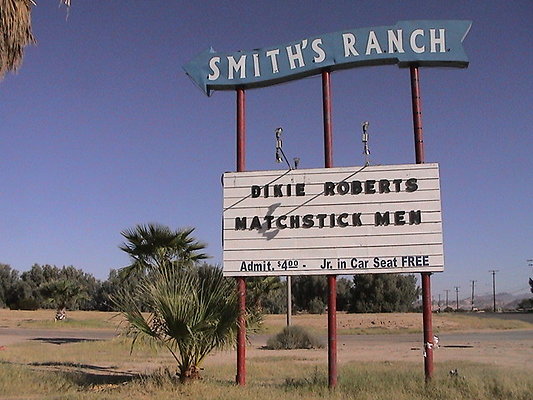 SMITH'S RANCH
DIKIE ROBERTS
MATCHSTICK MEN
Admit. $4.00 - Jr. in Car Seat FREE